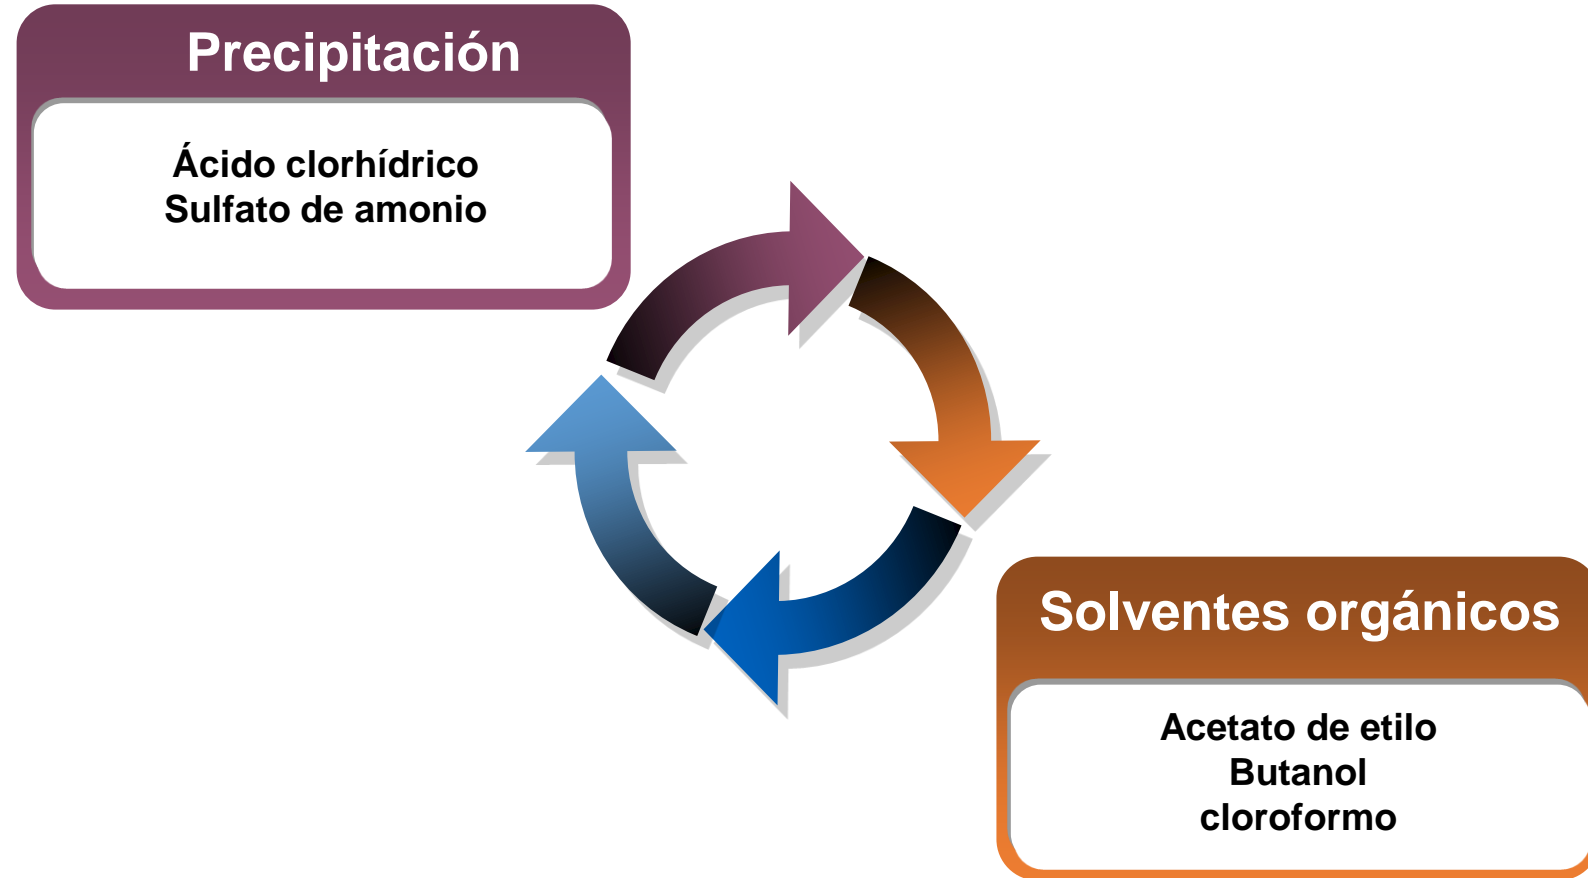 Precipitación
Ácido clorhídrico
Sulfato de amonio
Solventes orgánicos
Acetato de etilo
Butanol
cloroformo